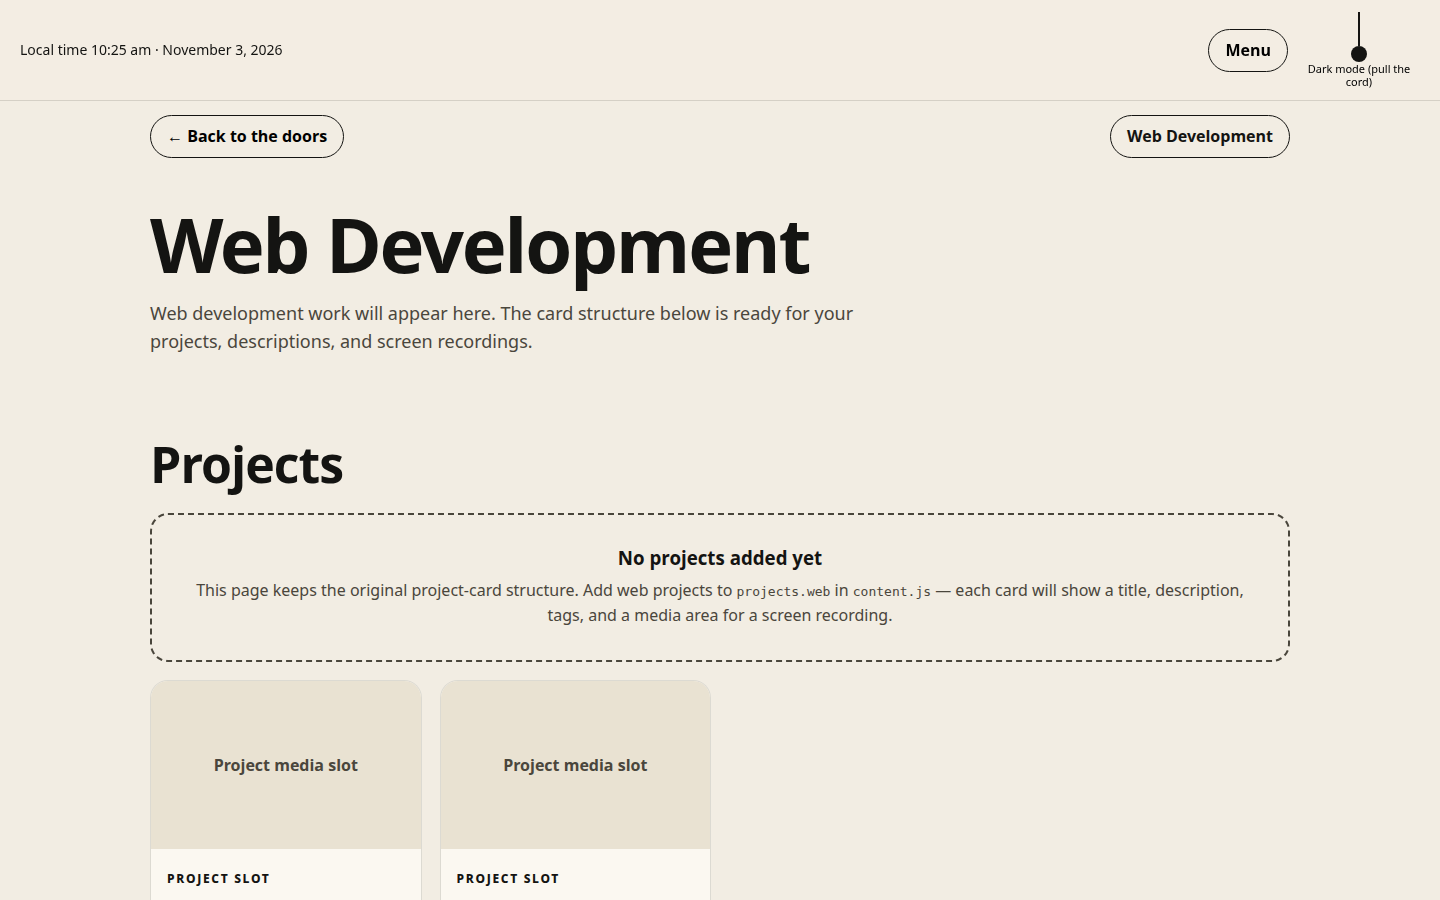 Local time 10:25 am · November 3, 2026
Menu
Dark mode (pull the
cord)
← Back to the doors
Web Development
Web Development
Web development work will appear here. The card structure below is ready for your
projects, descriptions, and screen recordings.
Projects
No projects added yet
This page keeps the original project-card structure. Add web projects to projects.web in content.js — each card will show a title, description,
tags, and a media area for a screen recording.
Project media slot
Project media slot
PROJECT SLOT
PROJECT SLOT